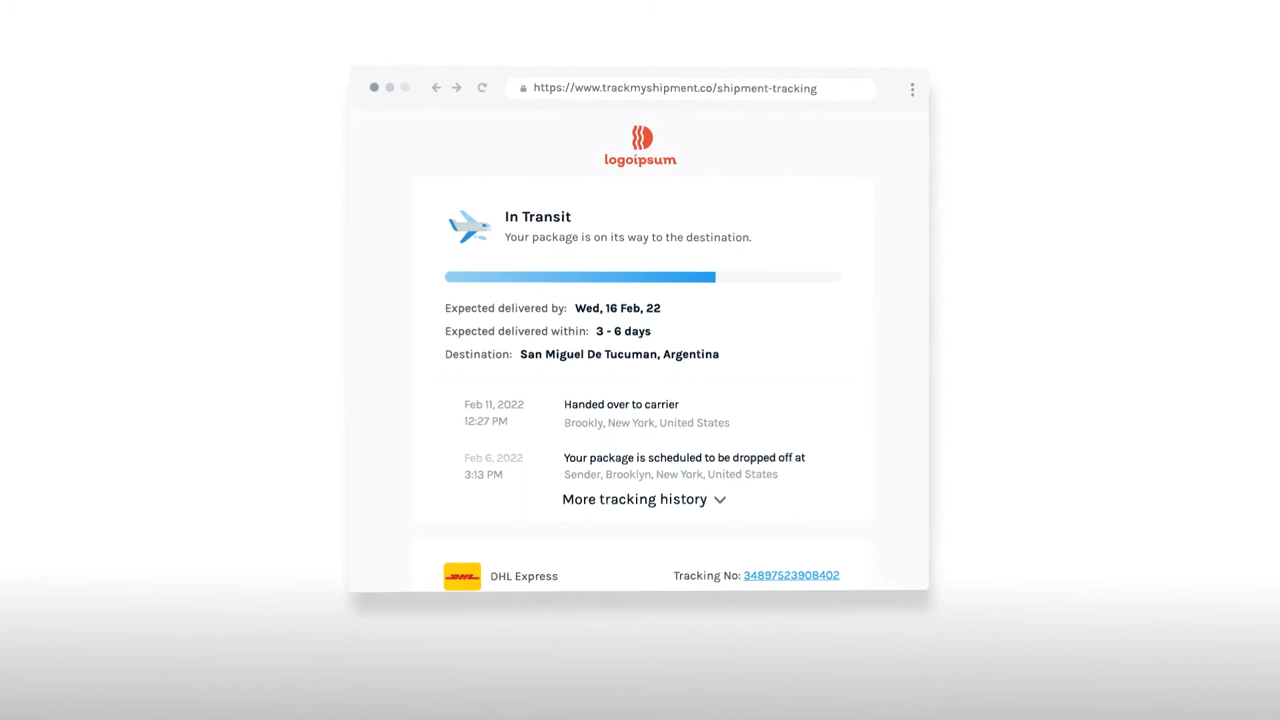 https://www.trackmyshipment.co/shipment-tracking
logoipsum
In Transit
Your package is on its way to the destination.
Expected delivered by: Wed, 16 Feb, 22
Expected delivered within: 3 - 6 days
Destination: San Miguel De Tucuman, Argentina
Feb 11, 2022 Handed over to carrier
12:27 PM Brookly, New York, United States
Feb 6, 2022 Your package is scheduled to be dropped off at
3:13 PM Sender, Brooklyn, New York, United States
More tracking history
DHL DHL Express Tracking No: 34897523908402